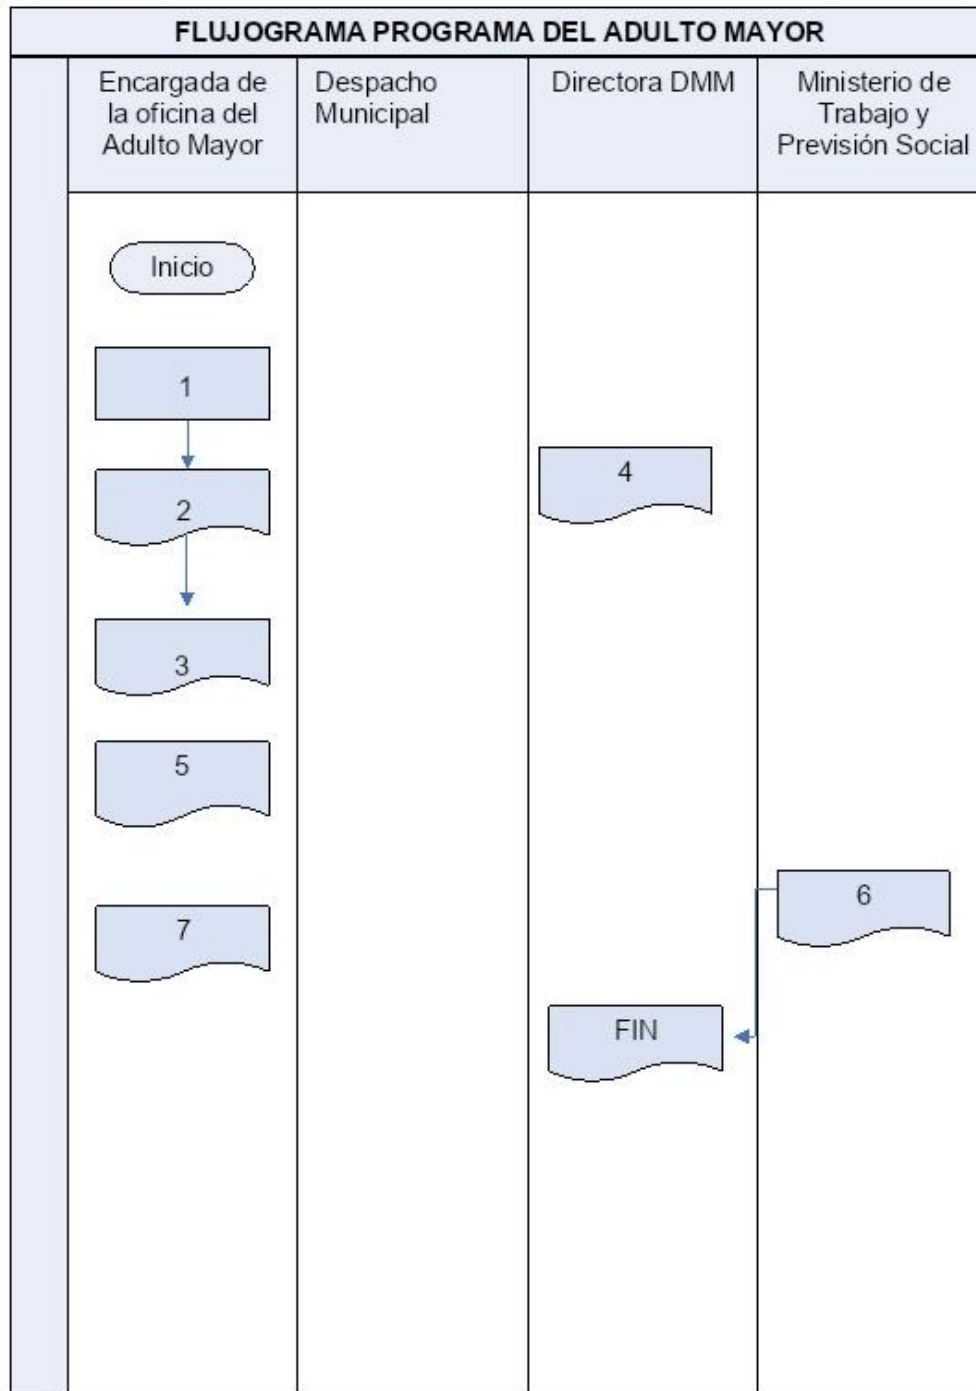 FLUJOGRAMA PROGRAMA DEL ADULTO MAYOR
Encargada de
la oficina del
Adulto Mayor
Despacho
Municipal
Directora DMM
Ministerio de
Trabajo y
Previsión Social
Inicio
1
2
4
3
5
6
7
FIN